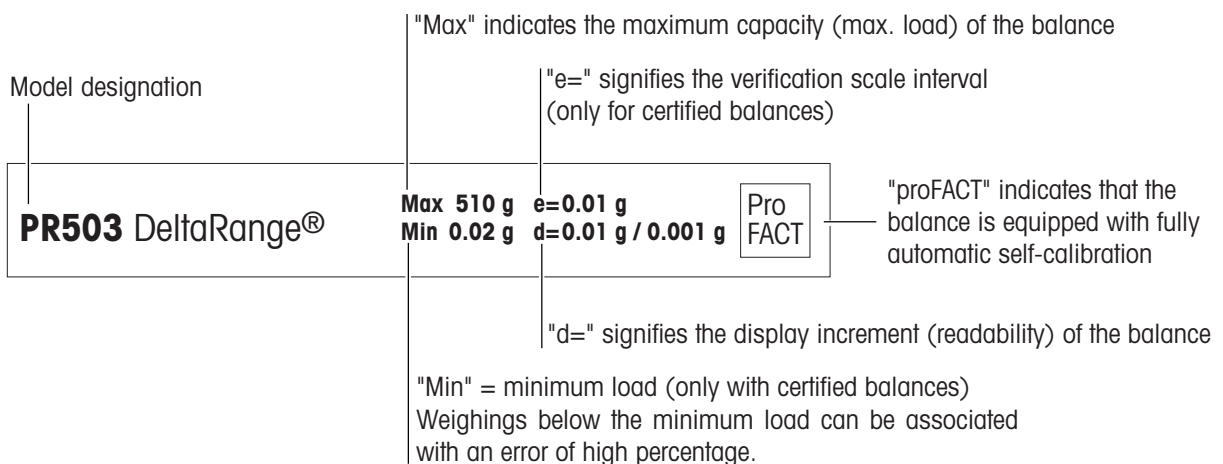 "Max" indicates the maximum capacity (max. load) of the balance
Model designation
"e=" signifies the verification scale interval
(only for certified balances)
PR503 DeltaRange®
Max 510 g e=0.01 g
Min 0.02 g d=0.01 g / 0.001 g
Pro
FACT
"proFACT" indicates that the
balance is equipped with fully
automatic self-calibration
"d=" signifies the display increment (readability) of the balance
"Min" = minimum load (only with certified balances)
Weighings below the minimum load can be associated
with an error of high percentage.